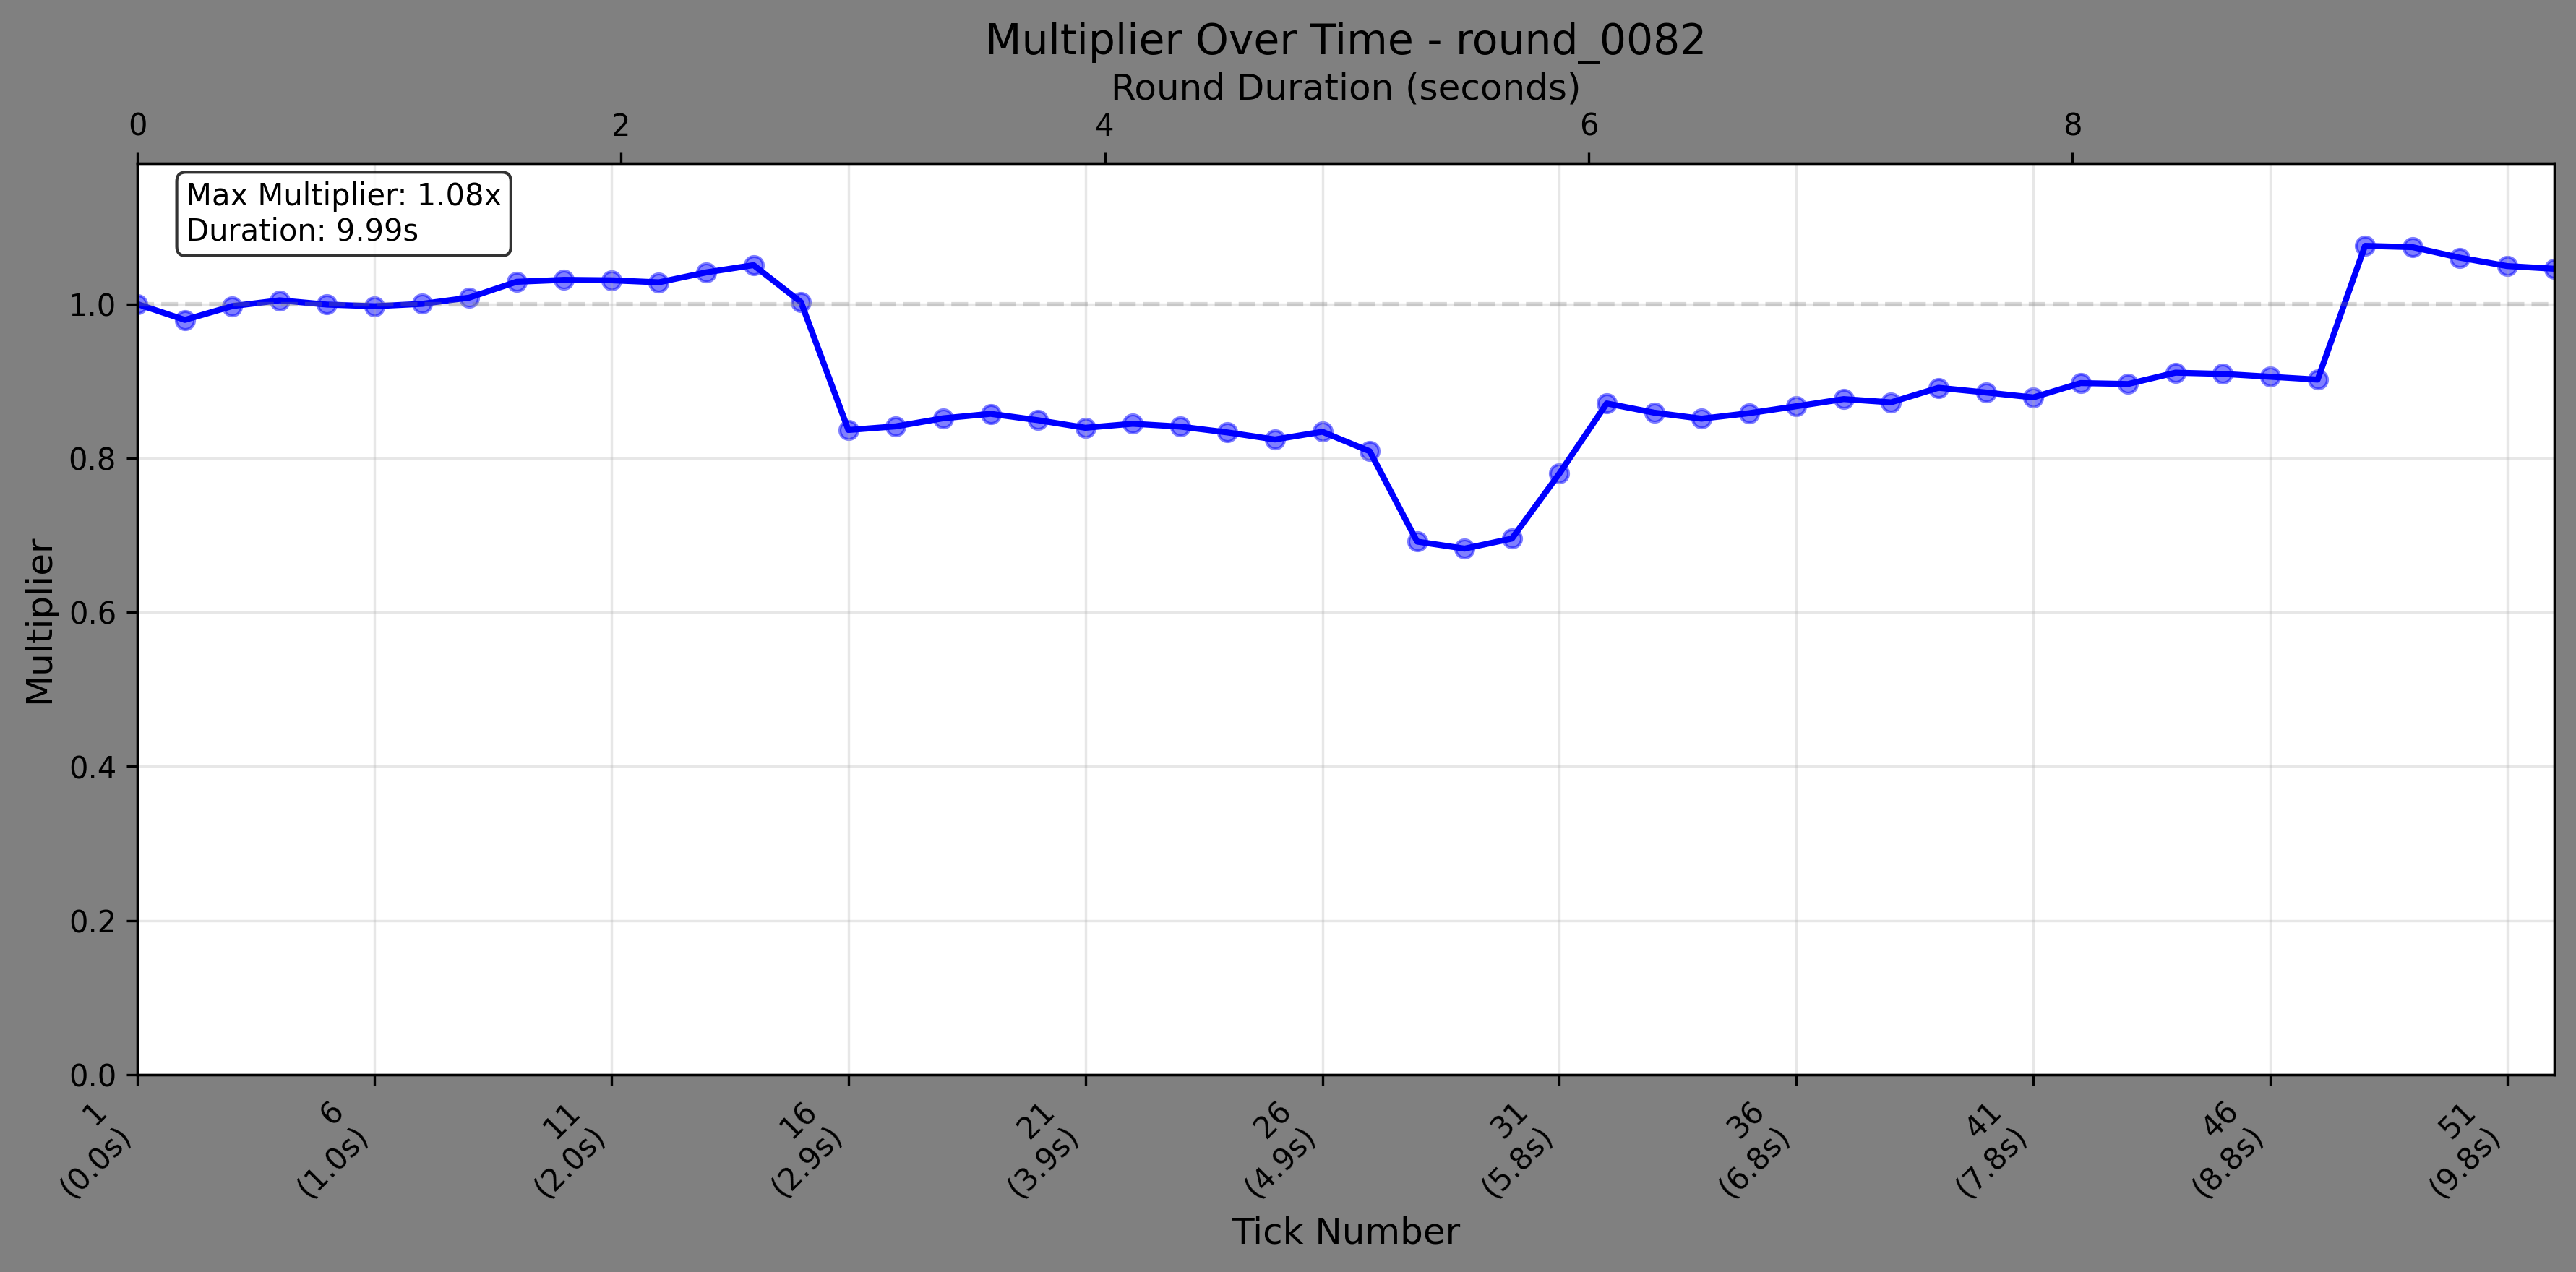 Multiplier Over Time - round_0082
Round Duration (seconds)
0 2 4 6 8
Max Multiplier: 1.08x
Duration: 9.99s
Multiplier
1.0
0.8
0.6
0.4
0.2
0.0
1 6 11 16 21 26 31 36 41 46 51
(0.0s) (1.0s) (2.0s) (2.9s) (3.9s) (4.9s) (5.8s) (6.8s) (7.8s) (8.8s) (9.8s)
Tick Number